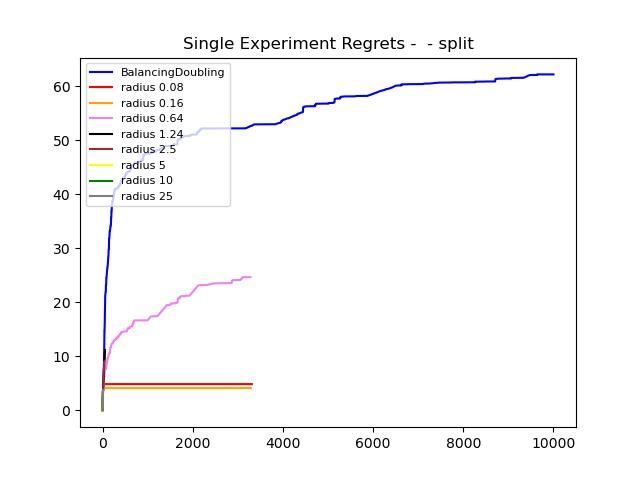 Single Experiment Regrets -  - split
BalancingDoubling
radius 0.08
radius 0.16
radius 0.64
radius 1.24
radius 2.5
radius 5
radius 10
radius 25
60
50
40
30
20
10
0
0 2000 4000 6000 8000 10000